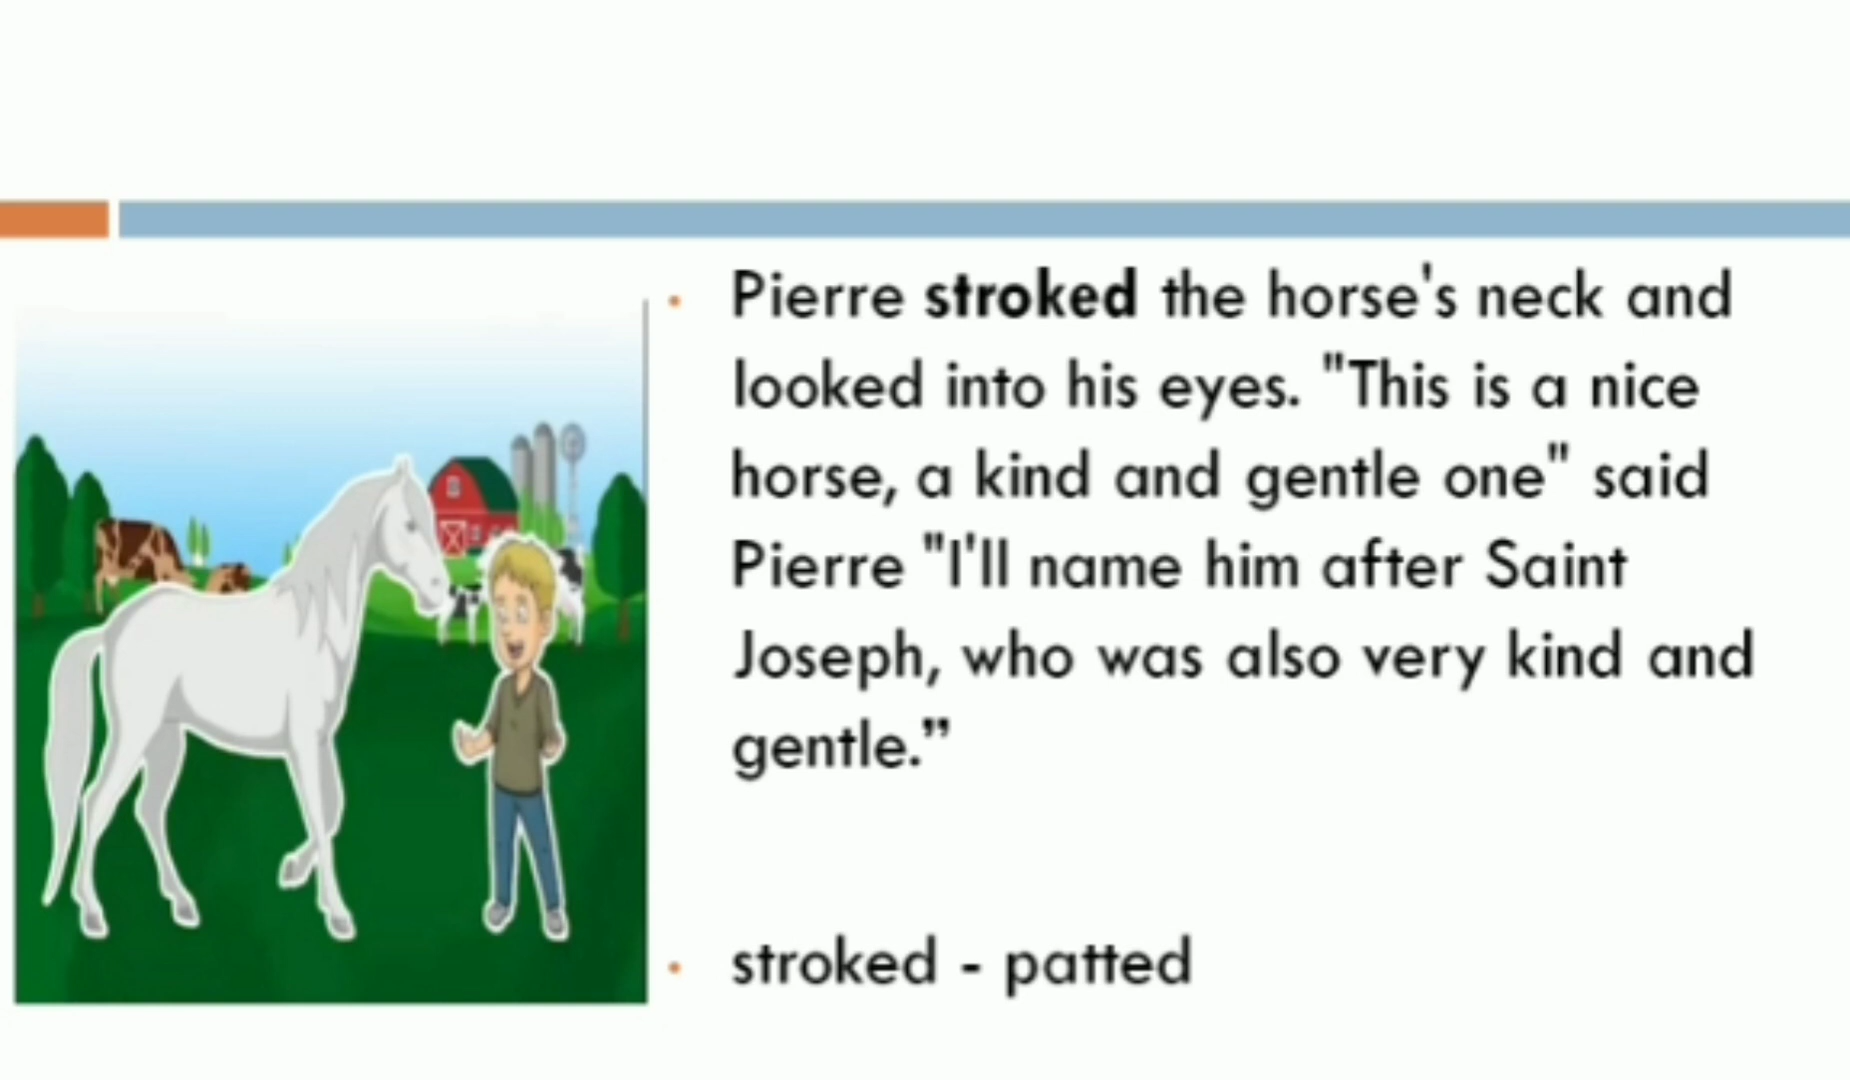 Pierre stroked the horse's neck and
looked into his eyes. "This is a nice
horse, a kind and gentle one" said
Pierre "I'll name him after Saint
Joseph, who was also very kind and
gentle.”
stroked - patted